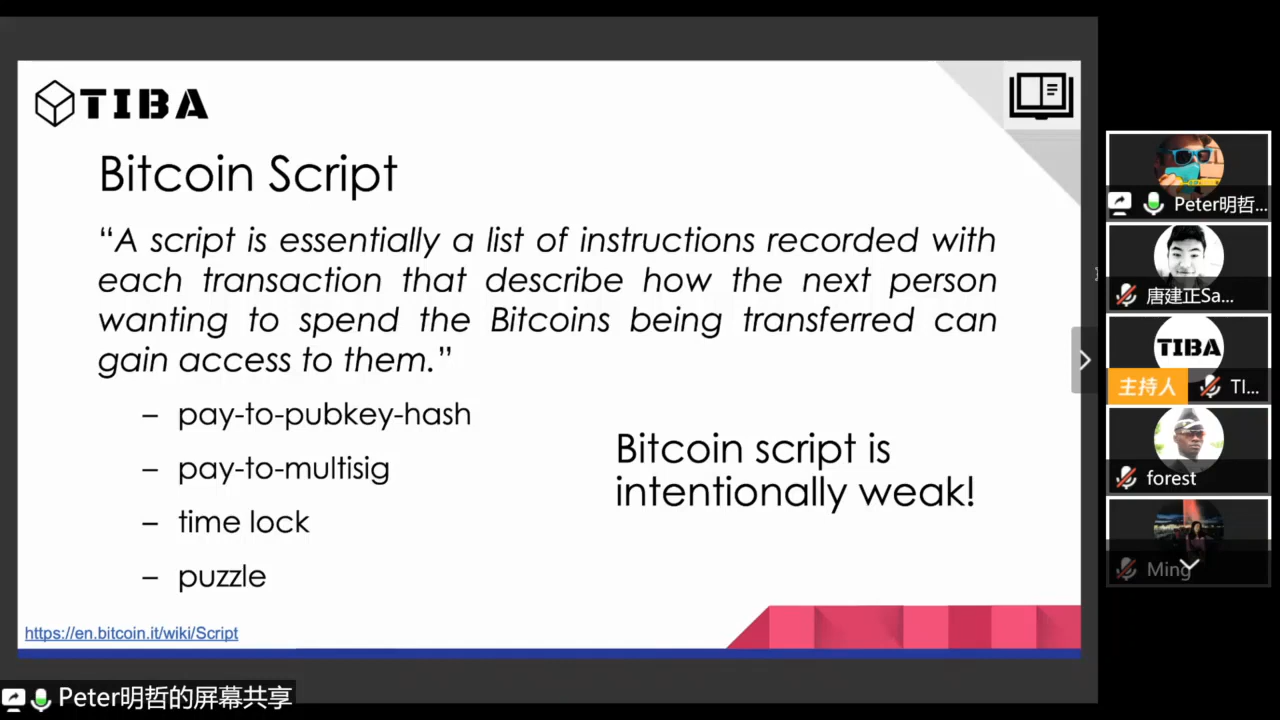 TIBA
Bitcoin Script
“A script is essentially a list of instructions recorded with
each transaction that describe how the next person
wanting to spend the Bitcoins being transferred can
gain access to them.”
– pay-to-pubkey-hash
– pay-to-multisig
– time lock
– puzzle
Bitcoin script is
intentionally weak!
https://en.bitcoin.it/wiki/Script
Peter明哲...
唐建正Sa...
TIBA
主持人 TI...
forest
Ming
Peter明哲的屏幕共享